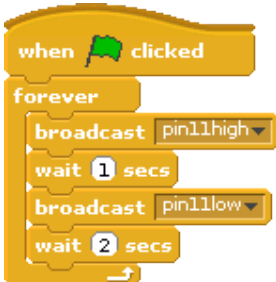 when clicked
forever
broadcast pin11high
wait 1 secs
broadcast pin11low
wait 2 secs